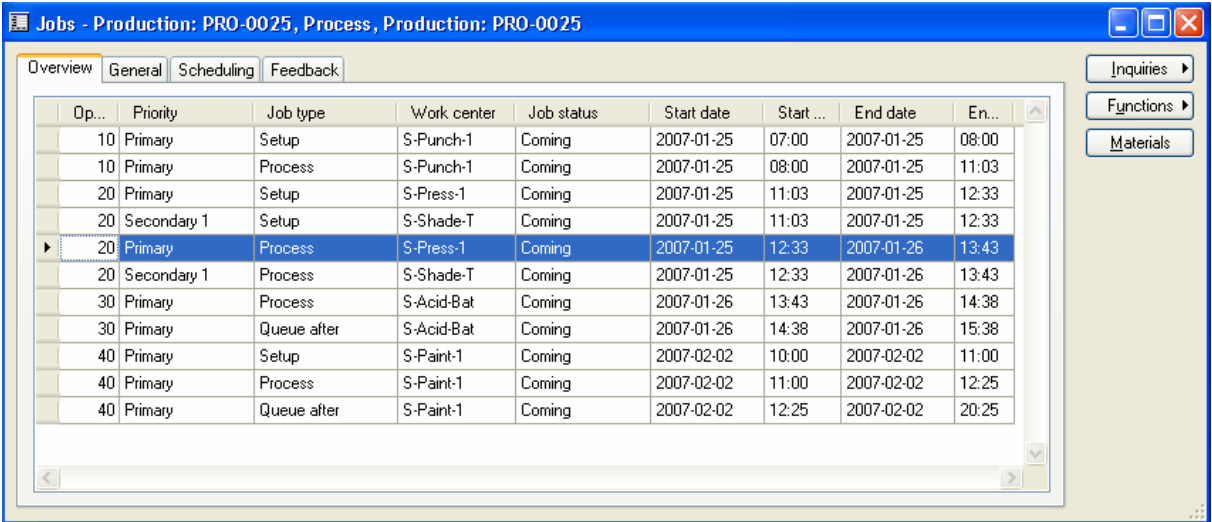 Jobs - Production: PRO-0025, Process, Production: PRO-0025
Overview General Scheduling Feedback
Inquiries
Functions
Materials
Op... Priority Job type Work center Job status Start date Start ... End date En...
10 Primary Setup S-Punch-1 Coming 2007-01-25 07:00 2007-01-25 08:00
10 Primary Process S-Punch-1 Coming 2007-01-25 08:00 2007-01-25 11:03
20 Primary Setup S-Press-1 Coming 2007-01-25 11:03 2007-01-25 12:33
20 Secondary 1 Setup S-Shade-T Coming 2007-01-25 11:03 2007-01-25 12:33
20 Primary Process S-Press-1 Coming 2007-01-25 12:33 2007-01-26 13:43
20 Secondary 1 Process S-Shade-T Coming 2007-01-25 12:33 2007-01-26 13:43
30 Primary Process S-Acid-Bat Coming 2007-01-26 13:43 2007-01-26 14:38
30 Primary Queue after S-Acid-Bat Coming 2007-01-26 14:38 2007-01-26 15:38
40 Primary Setup S-Paint-1 Coming 2007-02-02 10:00 2007-02-02 11:00
40 Primary Process S-Paint-1 Coming 2007-02-02 11:00 2007-02-02 12:25
40 Primary Queue after S-Paint-1 Coming 2007-02-02 12:25 2007-02-02 20:25